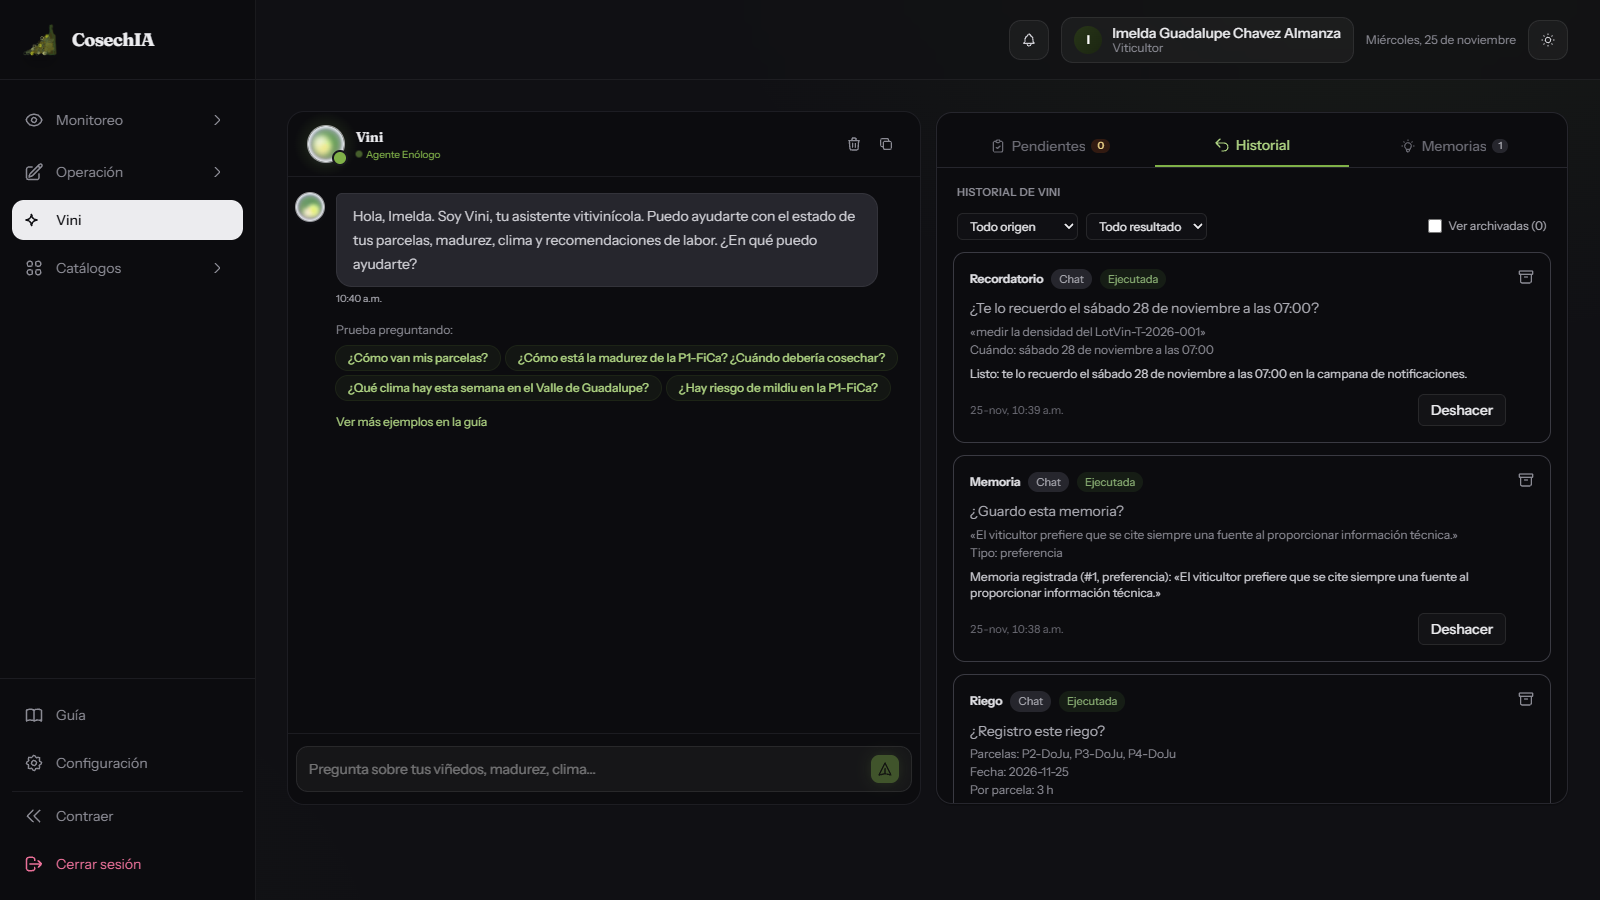 CosechIA
I
Imelda Guadalupe Chavez Almanza
Viticultor
Miércoles, 25 de noviembre
Monitoreo
Operación
Vini
Catálogos
Guía
Configuración
Contraer
Cerrar sesión
Vini
Agente Enólogo
Hola, Imelda. Soy Vini, tu asistente vitivinícola. Puedo ayudarte con el estado de
tus parcelas, madurez, clima y recomendaciones de labor. ¿En qué puedo
ayudarte?
10:40 a.m.
Prueba preguntando:
¿Cómo van mis parcelas?
¿Cómo está la madurez de la P1-FiCa? ¿Cuándo debería cosechar?
¿Qué clima hay esta semana en el Valle de Guadalupe?
¿Hay riesgo de mildiu en la P1-FiCa?
Ver más ejemplos en la guía
Pregunta sobre tus viñedos, madurez, clima...
Pendientes 0
Historial
Memorias 1
HISTORIAL DE VINI
Todo origen
Todo resultado
Ver archivadas (0)
Recordatorio Chat Ejecutada
¿Te lo recuerdo el sábado 28 de noviembre a las 07:00?
«medir la densidad del LotVin-T-2026-001»
Cuándo: sábado 28 de noviembre a las 07:00
Listo: te lo recuerdo el sábado 28 de noviembre a las 07:00 en la campana de notificaciones.
25-nov, 10:39 a.m.
Deshacer
Memoria Chat Ejecutada
¿Guardo esta memoria?
«El viticultor prefiere que se cite siempre una fuente al proporcionar información técnica.»
Tipo: preferencia
Memoria registrada (#1, preferencia): «El viticultor prefiere que se cite siempre una fuente al
proporcionar información técnica.»
25-nov, 10:38 a.m.
Deshacer
Riego Chat Ejecutada
¿Registro este riego?
Parcelas: P2-DoJu, P3-DoJu, P4-DoJu
Fecha: 2026-11-25
Por parcela: 3 h